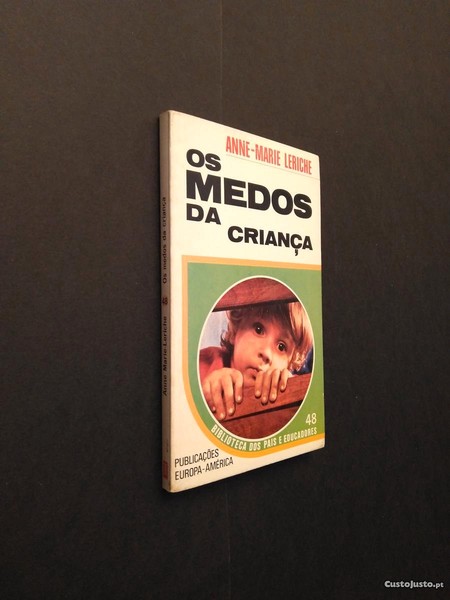 ANNE-MARIE LERICHE
OS
MEDOS
DA CRIANÇA
48
BIBLIOTECA DOS PAIS E EDUCADORES
PUBLICAÇÕES
EUROPA-AMÉRICA
Anne Marie Leriche Os medos da criança
CustoJusto.pt